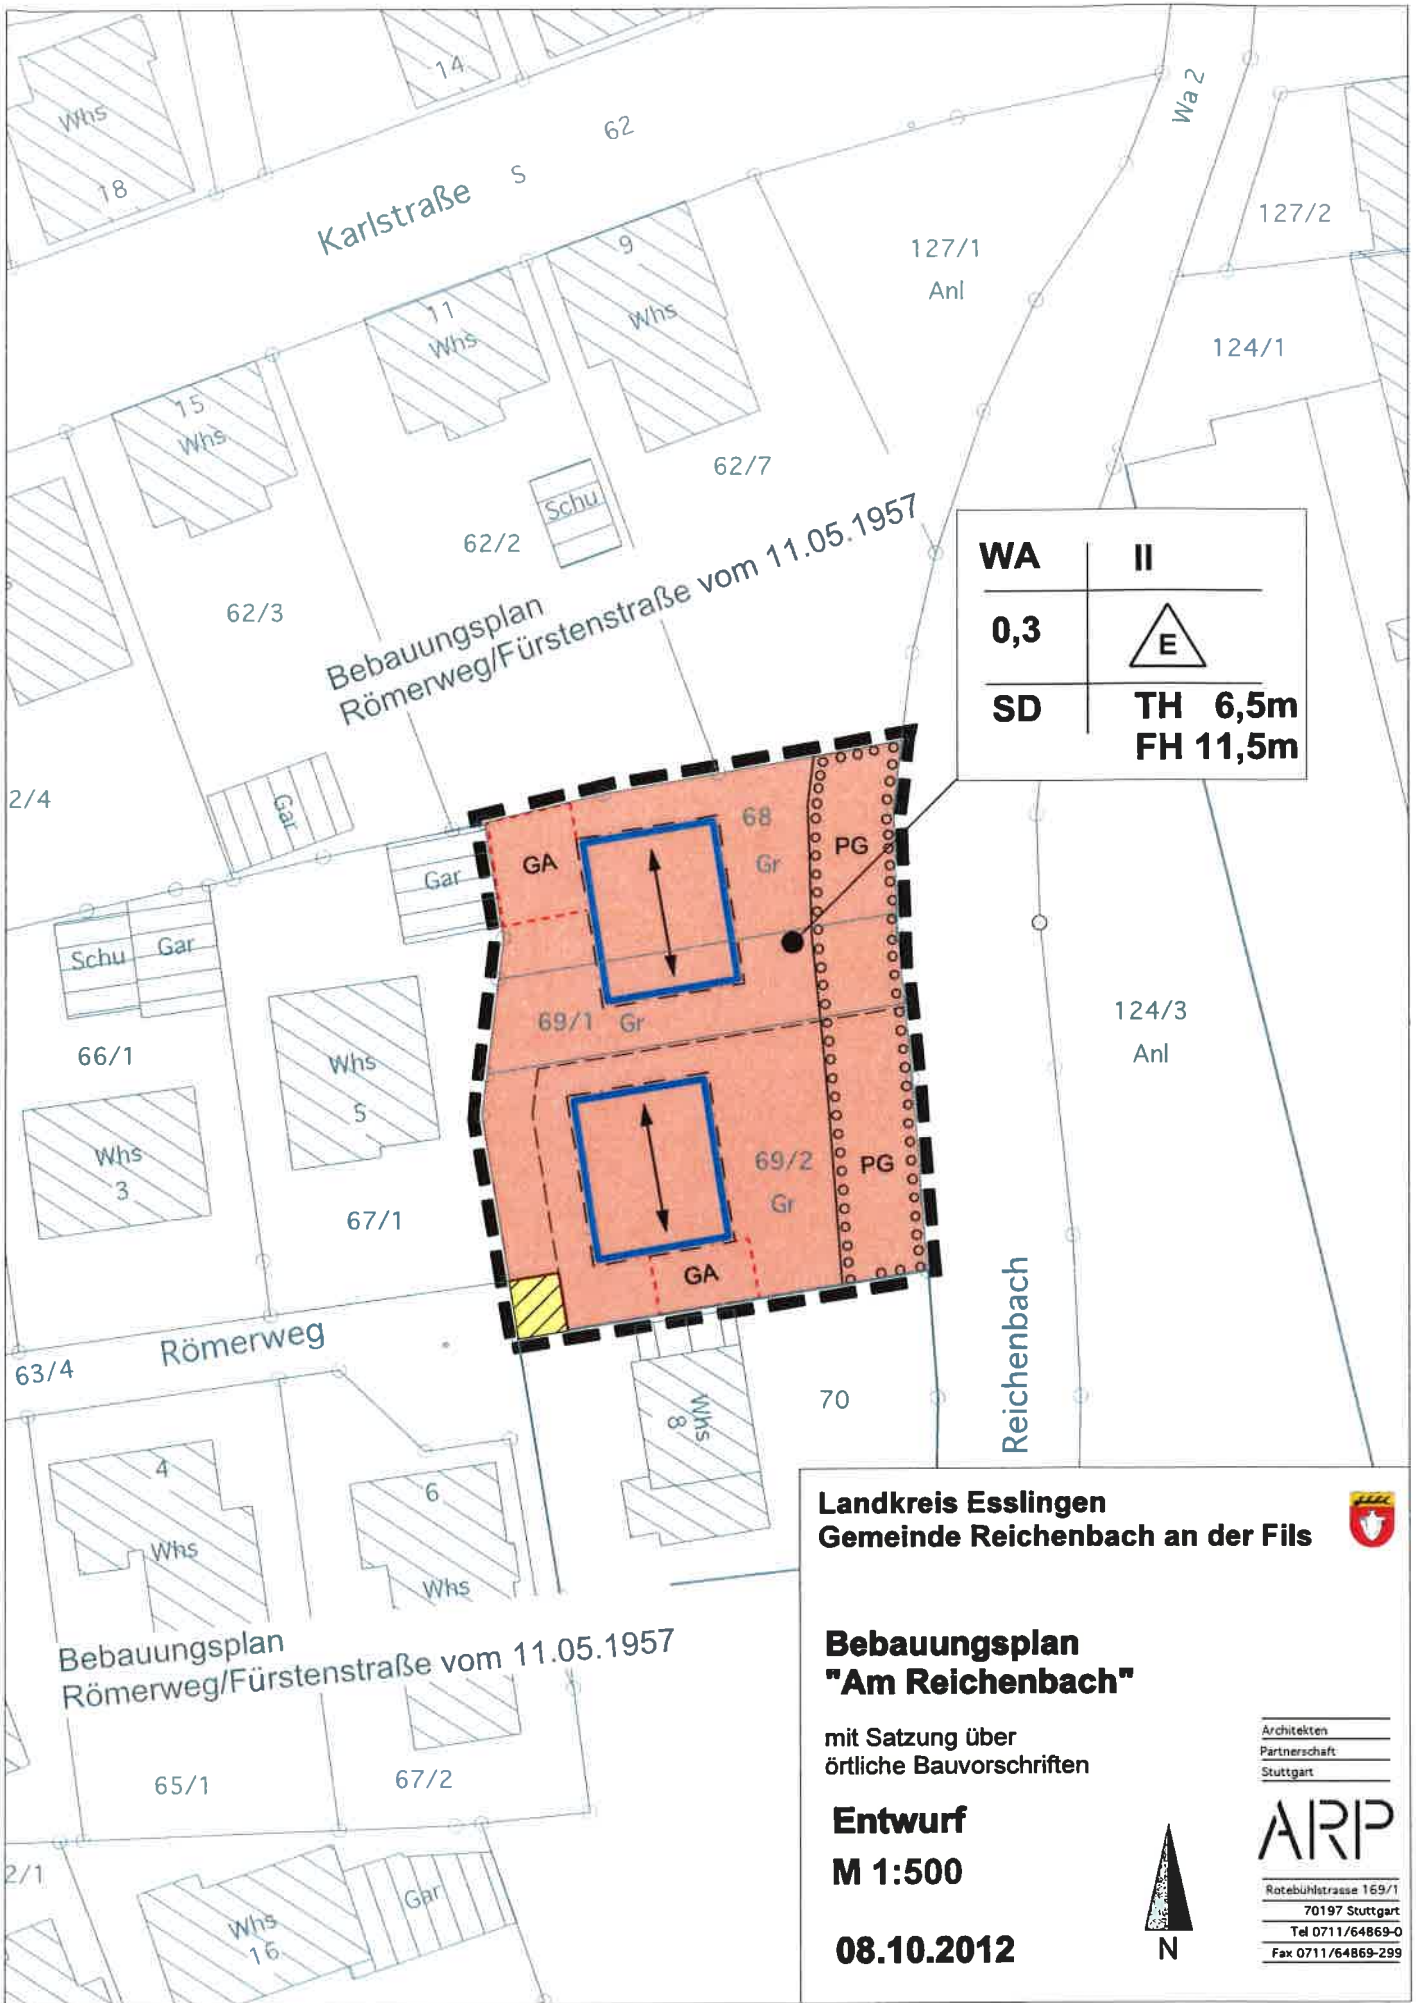 14
Whs
18
62
Karlstraße S
Wa 2
127/2
9
Whs
127/1
Anl
11
Whs
124/1
15
Whs
62/7
Schu
62/2
62/3
Bebauungsplan
Römerweg/Fürstenstraße vom 11.05.1957
WA II
0,3 E
SD TH 6,5m
FH 11,5m
2/4
Gar
68
Gr
PG
GA
Gar
Schu
Gar
69/1 Gr
124/3
Anl
66/1
Whs
5
Whs
3
67/1
69/2
Gr
PG
GA
Römerweg
63/4
Reichenbach
70
Whs
8
4
Whs
6
Whs
Bebauungsplan
Römerweg/Fürstenstraße vom 11.05.1957
65/1
67/2
2/1
Whs
16
Gar
Landkreis Esslingen
Gemeinde Reichenbach an der Fils
Bebauungsplan
"Am Reichenbach"
mit Satzung über
örtliche Bauvorschriften
Entwurf
M 1:500
08.10.2012
N
Architekten
Partnerschaft
Stuttgart
ARP
Rotebühlstrasse 169/1
70197 Stuttgart
Tel 0711/64869-0
Fax 0711/64869-299